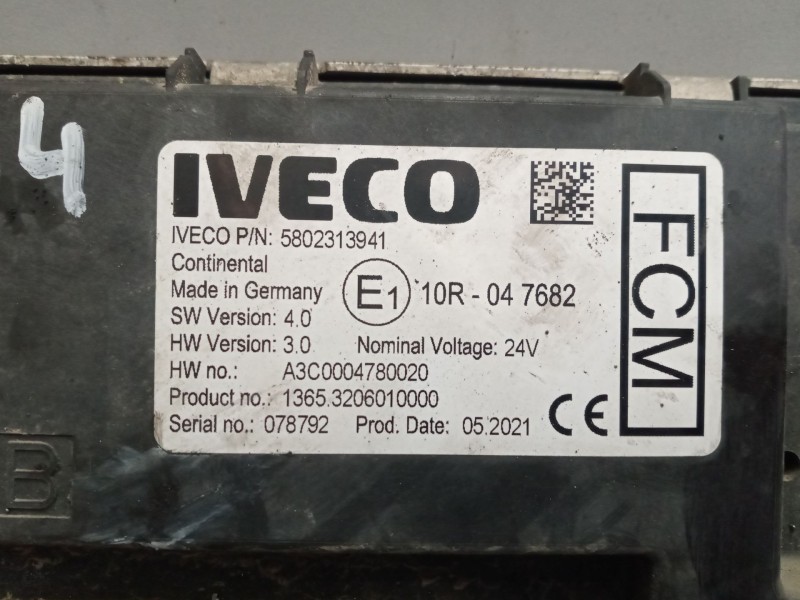 4
IVECO
IVECO P/N: 5802313941
Continental
Made in Germany E1 10R - 04 7682
SW Version: 4.0
HW Version: 3.0 Nominal Voltage: 24V
HW no.: A3C0004780020
Product no.: 1365.3206010000
Serial no.: 078792 Prod. Date: 05.2021 CE
FCM
B